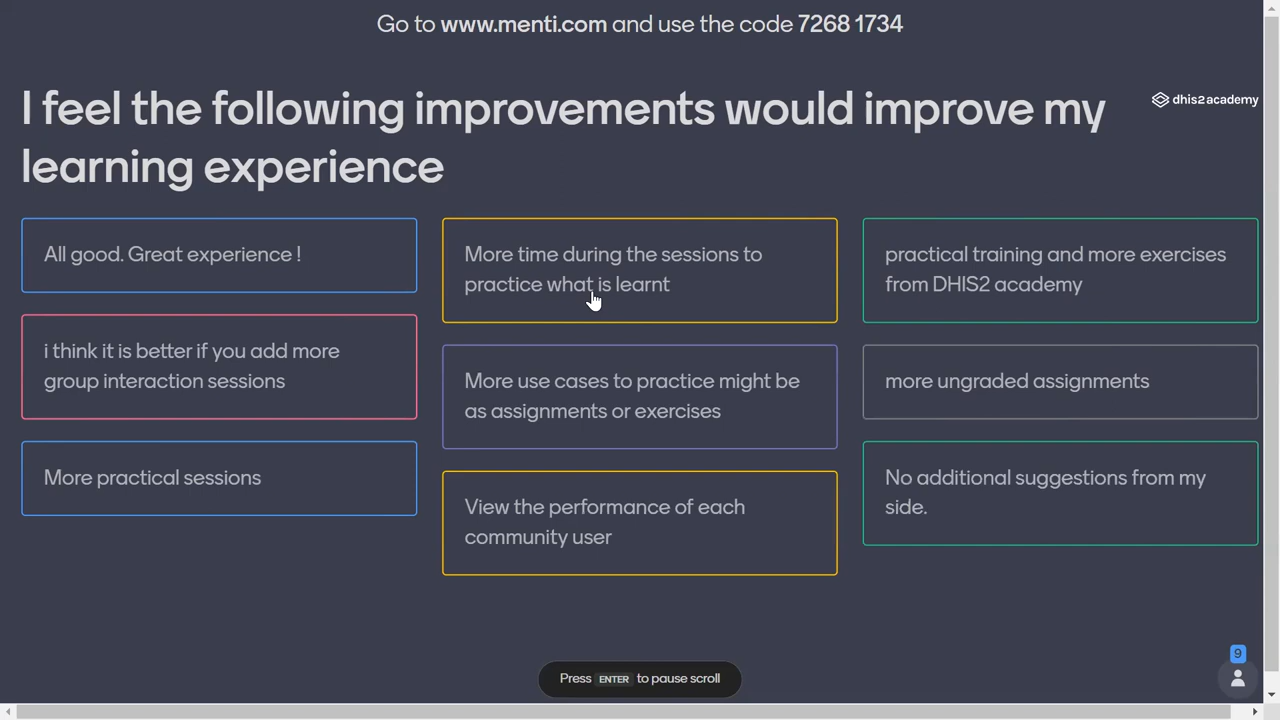 Go to www.menti.com and use the code 7268 1734
I feel the following improvements would improve my
learning experience
dhis2 academy
All good. Great experience !
i think it is better if you add more
group interaction sessions
More practical sessions
More time during the sessions to
practice what is learnt
More use cases to practice might be
as assignments or exercises
View the performance of each
community user
practical training and more exercises
from DHIS2 academy
more ungraded assignments
No additional suggestions from my
side.
9
Press ENTER to pause scroll